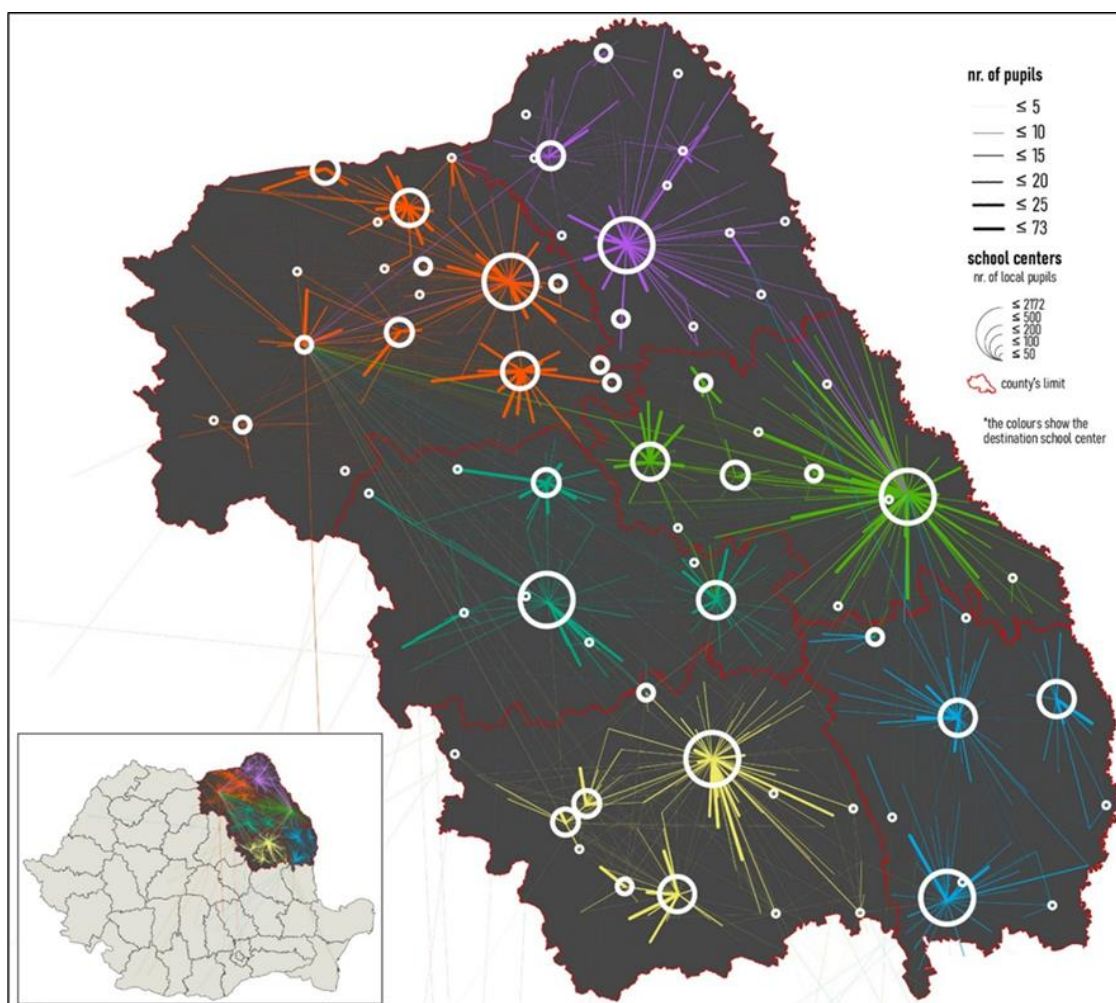 nr. of pupils
≤ 5
≤ 10
≤ 15
≤ 20
≤ 25
≤ 73
school centers
nr. of local pupils
≤ 2172
≤ 500
≤ 200
≤ 100
≤ 50
county's limit
*the colours show the
destination school center